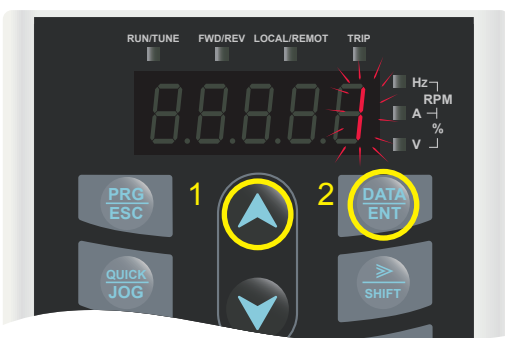 RUN/TUNE FWD/REV LOCAL/REMOT TRIP
1
Hz
RPM
A
%
V
PRG
ESC
1
2
DATA
ENT
QUICK
JOG
SHIFT